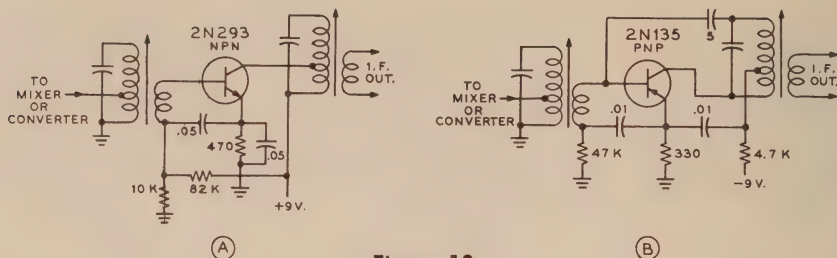 2N293
NPN
TO
MIXER
OR
CONVERTER
I.F.
OUT.
.05
470
.05
10 K
82 K
+9 V.
A
2N135
PNP
5
TO
MIXER
OR
CONVERTER
I.F.
OUT.
.01
.01
47 K
330
4.7 K
-9 V.
B